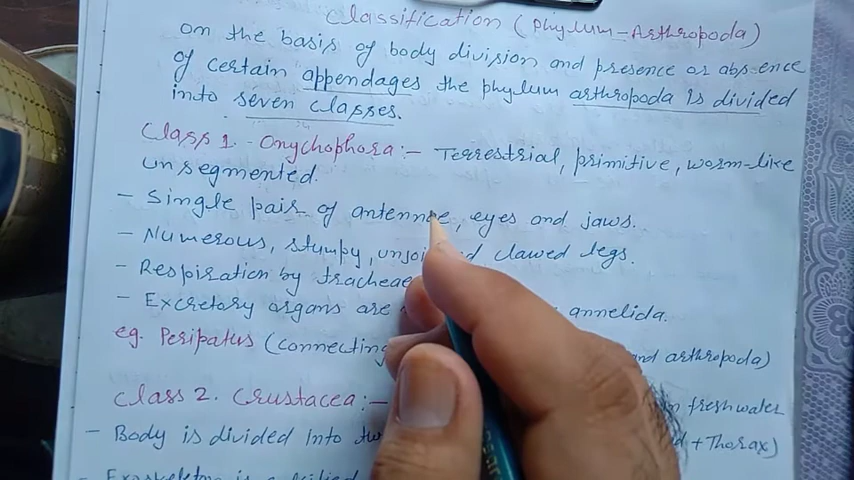 Classification (Phylum-Arthropoda)
on the basis of body division and presence or absence
of certain appendages the phylum arthropoda is divided
into seven classes.
Class 1. Onychophora:- Terrestrial, primitive, worm-like
unsegmented.
- Single pair of antennae, eyes and jaws.
- Numerous, stumpy, clawed legs.
- Respiration by tracheae
- Excretory organs are annelida.
eg. Peripatus (connecting and arthropoda)
Class 2. Crustacea:- freshwater
- Body is divided into + Thorax)
- Exoskeleton is